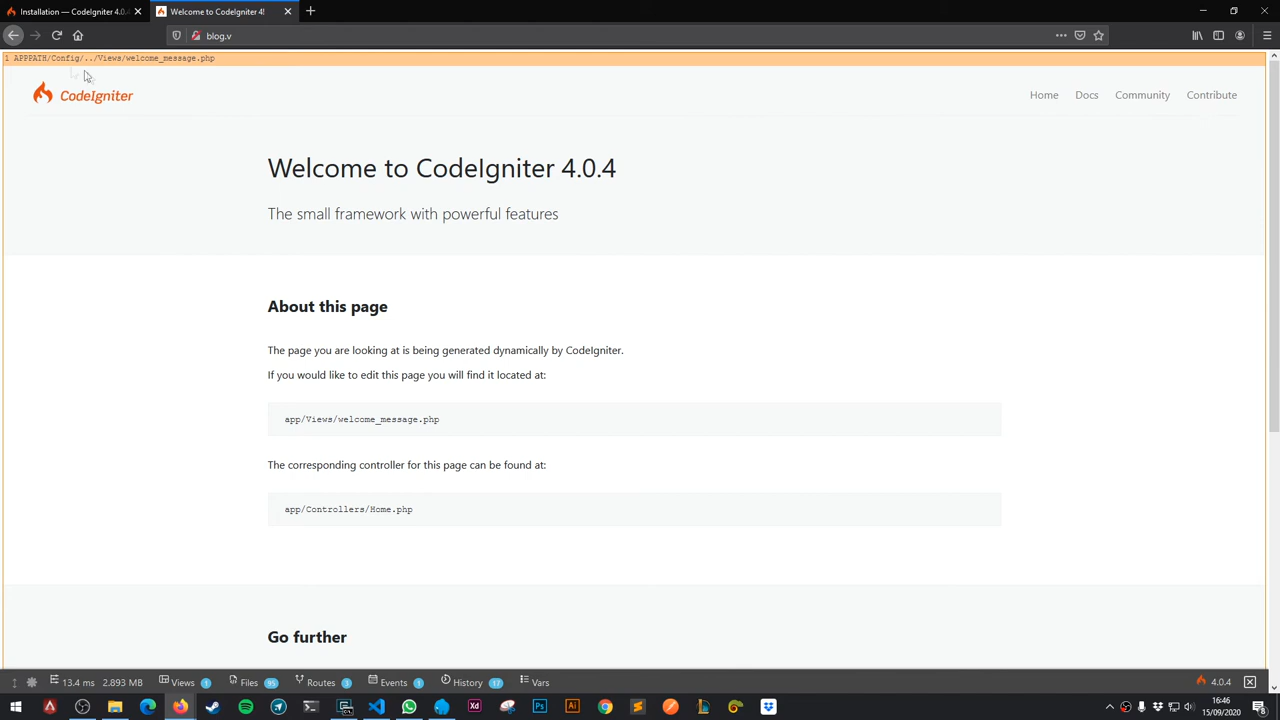 Installation — CodeIgniter 4.0.4
Welcome to CodeIgniter 4!
blog.v
1 APPPATH/Config/../Views/welcome_message.php
CodeIgniter
Home Docs Community Contribute
Welcome to CodeIgniter 4.0.4
The small framework with powerful features
About this page
The page you are looking at is being generated dynamically by CodeIgniter.
If you would like to edit this page you will find it located at:
app/Views/welcome_message.php
The corresponding controller for this page can be found at:
app/Controllers/Home.php
Go further
13.4 ms 2.893 MB Views 1 Files 95 Routes 3 Events 1 History 17 Vars 4.0.4
Xd Ps Ai
16:46
15/09/2020
8